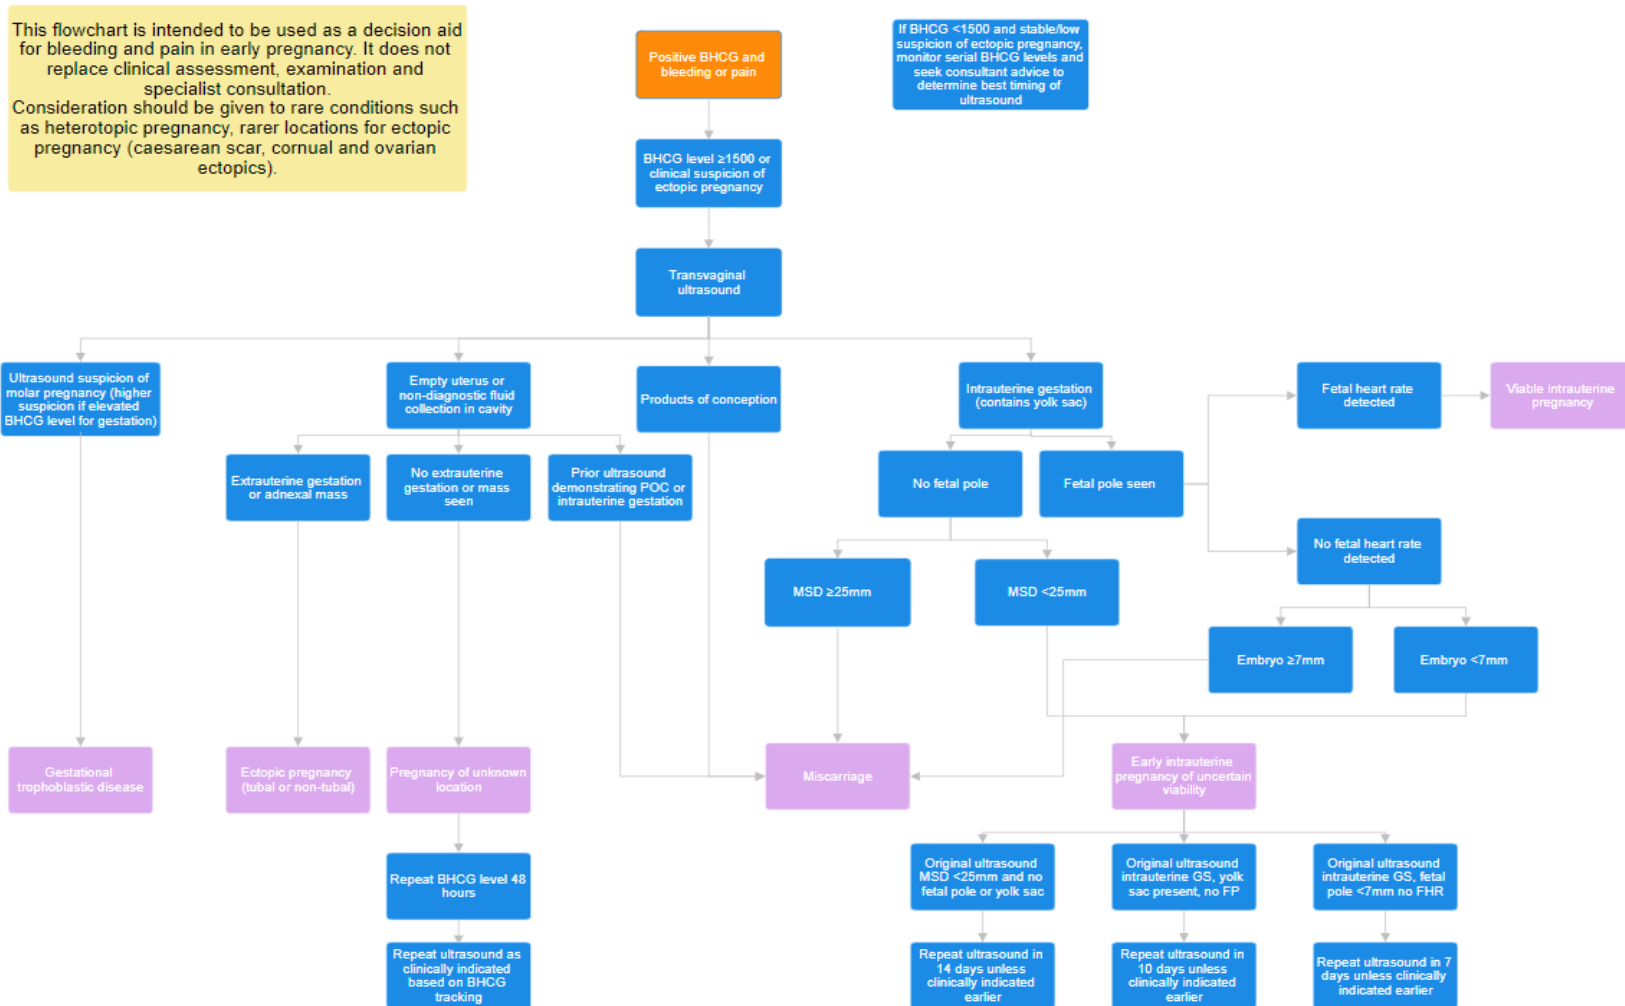 This flowchart is intended to be used as a decision aid
for bleeding and pain in early pregnancy. It does not
replace clinical assessment, examination and
specialist consultation.
Consideration should be given to rare conditions such
as heterotopic pregnancy, rarer locations for ectopic
pregnancy (caesarean scar, cornual and ovarian
ectopics).
Positive BHCG and
bleeding or pain
If BHCG <1500 and stable/low
suspicion of ectopic pregnancy,
monitor serial BHCG levels and
seek consultant advice to
determine best timing of
ultrasound
BHCG level ≥1500 or
clinical suspicion of
ectopic pregnancy
Transvaginal
ultrasound
Ultrasound suspicion of
molar pregnancy (higher
suspicion if elevated
BHCG level for gestation)
Empty uterus or
non-diagnostic fluid
collection in cavity
Products of conception
Intrauterine gestation
(contains yolk sac)
Fetal heart rate
detected
Viable intrauterine
pregnancy
Extrauterine gestation
or adnexal mass
No extrauterine
gestation or mass
seen
Prior ultrasound
demonstrating POC or
intrauterine gestation
No fetal pole
Fetal pole seen
No fetal heart rate
detected
MSD ≥25mm
MSD <25mm
Embryo ≥7mm
Embryo <7mm
Gestational
trophoblastic disease
Ectopic pregnancy
(tubal or non-tubal)
Pregnancy of unknown
location
Miscarriage
Early intrauterine
pregnancy of uncertain
viability
Repeat BHCG level 48
hours
Original ultrasound
MSD <25mm and no
fetal pole or yolk sac
Original ultrasound
intrauterine GS, yolk
sac present, no FP
Original ultrasound
intrauterine GS, fetal
pole <7mm no FHR
Repeat ultrasound as
clinically indicated
based on BHCG
tracking
Repeat ultrasound in
14 days unless
clinically indicated
earlier
Repeat ultrasound in
10 days unless
clinically indicated
earlier
Repeat ultrasound in 7
days unless clinically
indicated earlier